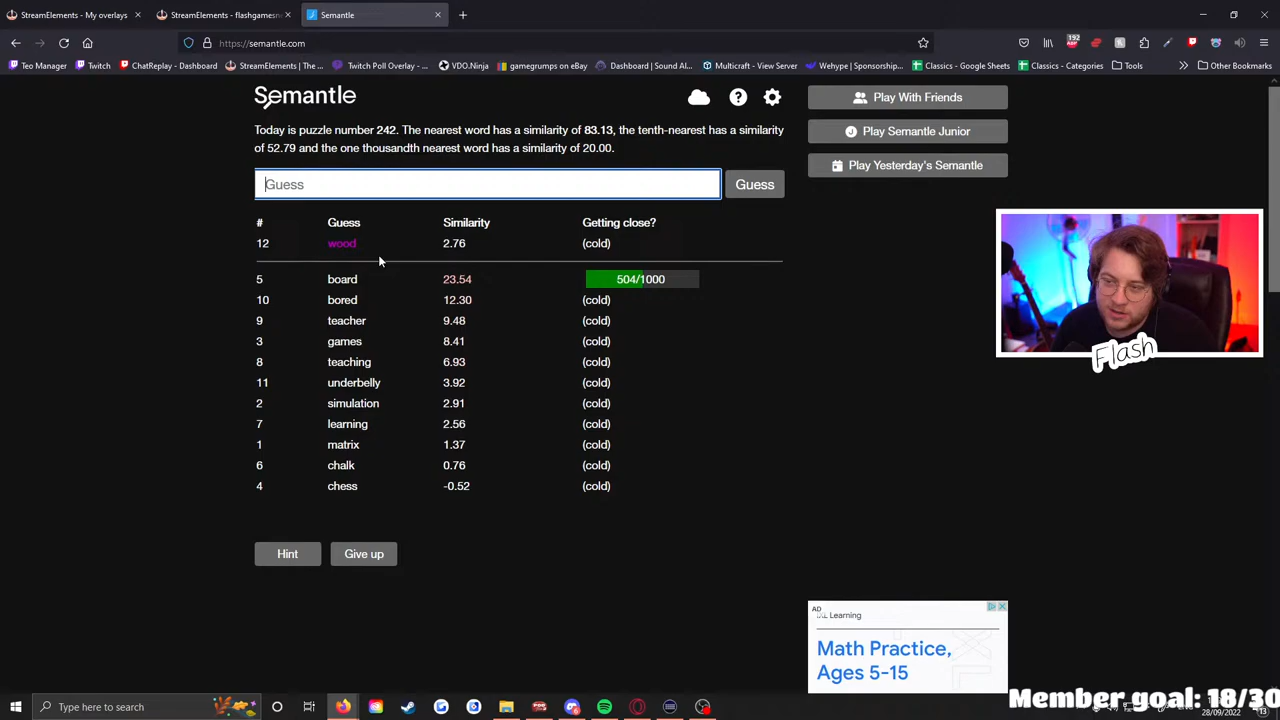 StreamElements - My overlays
StreamElements - flashgamesn
Semantle
https://semantle.com
192
Teo Manager
Twitch
ChatReplay - Dashboard
StreamElements | The ...
Twitch Poll Overlay - ...
VDO.Ninja
gamegrumps on eBay
Dashboard | Sound Al...
Multicraft - View Server
Wehype | Sponsorship...
Classics - Google Sheets
Classics - Categories
Tools
Other Bookmarks
Semantle
Play With Friends
Play Semantle Junior
Play Yesterday's Semantle
Today is puzzle number 242. The nearest word has a similarity of 83.13, the tenth-nearest has a similarity
of 52.79 and the one thousandth nearest word has a similarity of 20.00.
Guess Guess
# Guess Similarity Getting close?
12 wood 2.76 (cold)
5 board 23.54 504/1000
10 bored 12.30 (cold)
9 teacher 9.48 (cold)
3 games 8.41 (cold)
8 teaching 6.93 (cold)
11 underbelly 3.92 (cold)
2 simulation 2.91 (cold)
7 learning 2.56 (cold)
1 matrix 1.37 (cold)
6 chalk 0.76 (cold)
4 chess -0.52 (cold)
Flash
Hint Give up
AD
Learning
Math Practice,
Ages 5-15
Type here to search
Member goal: 18/30
28/09/2022
13